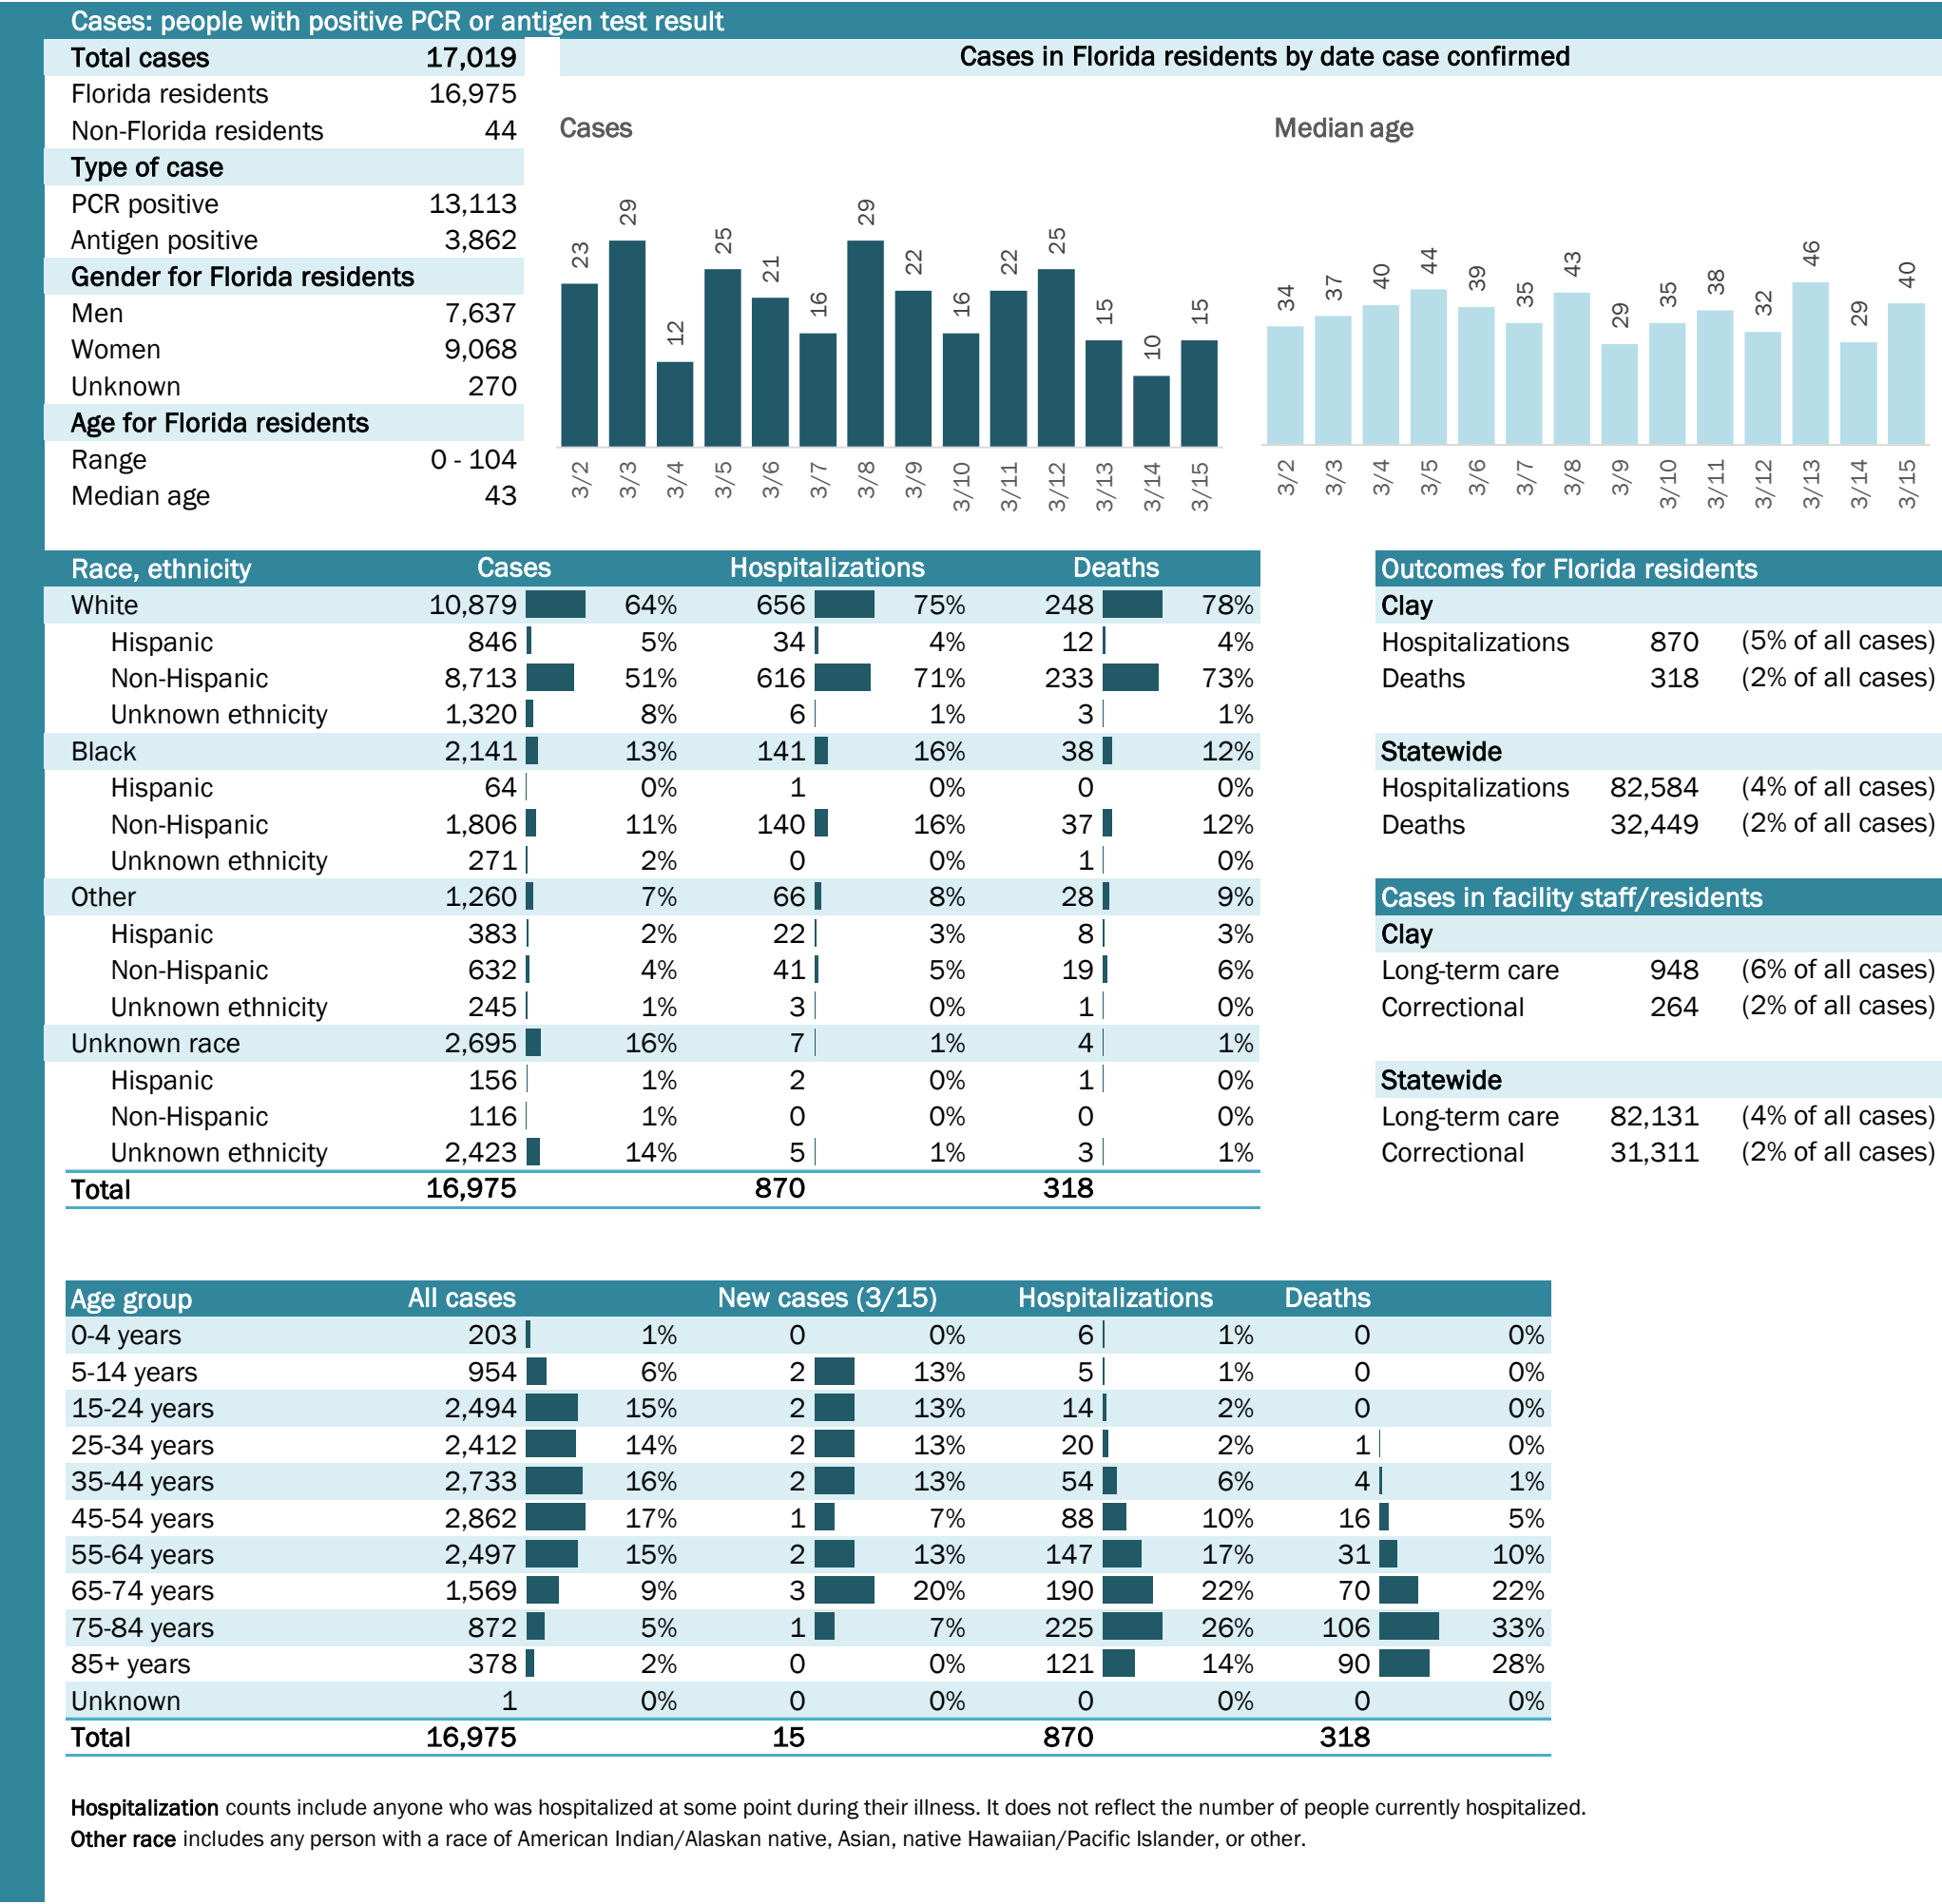 Cases: people with positive PCR or antigen test result
Total cases 17,019
Florida residents 16,975
Non-Florida residents 44
Type of case
PCR positive 13,113
Antigen positive 3,862
Gender for Florida residents
Men 7,637
Women 9,068
Unknown 270
Age for Florida residents
Range 0 - 104
Median age 43
Cases in Florida residents by date case confirmed
Cases
23 29 12 25 21 16 29 22 16 22 25 15 10 15
3/2 3/3 3/4 3/5 3/6 3/7 3/8 3/9 3/10 3/11 3/12 3/13 3/14 3/15
Median age
34 37 40 44 39 35 43 29 35 38 32 46 29 40
3/2 3/3 3/4 3/5 3/6 3/7 3/8 3/9 3/10 3/11 3/12 3/13 3/14 3/15
Race, ethnicity Cases Hospitalizations Deaths
White 10,879 64% 656 75% 248 78%
Hispanic 846 5% 34 4% 12 4%
Non-Hispanic 8,713 51% 616 71% 233 73%
Unknown ethnicity 1,320 8% 6 1% 3 1%
Black 2,141 13% 141 16% 38 12%
Hispanic 64 0% 1 0% 0 0%
Non-Hispanic 1,806 11% 140 16% 37 12%
Unknown ethnicity 271 2% 0 0% 1 0%
Other 1,260 7% 66 8% 28 9%
Hispanic 383 2% 22 3% 8 3%
Non-Hispanic 632 4% 41 5% 19 6%
Unknown ethnicity 245 1% 3 0% 1 0%
Unknown race 2,695 16% 7 1% 4 1%
Hispanic 156 1% 2 0% 1 0%
Non-Hispanic 116 1% 0 0% 0 0%
Unknown ethnicity 2,423 14% 5 1% 3 1%
Total 16,975 870 318
Outcomes for Florida residents
Clay
Hospitalizations 870 (5% of all cases)
Deaths 318 (2% of all cases)
Statewide
Hospitalizations 82,584 (4% of all cases)
Deaths 32,449 (2% of all cases)
Cases in facility staff/residents
Clay
Long-term care 948 (6% of all cases)
Correctional 264 (2% of all cases)
Statewide
Long-term care 82,131 (4% of all cases)
Correctional 31,311 (2% of all cases)
Age group All cases New cases (3/15) Hospitalizations Deaths
0-4 years 203 1% 0 0% 6 1% 0 0%
5-14 years 954 6% 2 13% 5 1% 0 0%
15-24 years 2,494 15% 2 13% 14 2% 0 0%
25-34 years 2,412 14% 2 13% 20 2% 1 0%
35-44 years 2,733 16% 2 13% 54 6% 4 1%
45-54 years 2,862 17% 1 7% 88 10% 16 5%
55-64 years 2,497 15% 2 13% 147 17% 31 10%
65-74 years 1,569 9% 3 20% 190 22% 70 22%
75-84 years 872 5% 1 7% 225 26% 106 33%
85+ years 378 2% 0 0% 121 14% 90 28%
Unknown 1 0% 0 0% 0 0% 0 0%
Total 16,975 15 870 318
Hospitalization counts include anyone who was hospitalized at some point during their illness. It does not reflect the number of people currently hospitalized.
Other race includes any person with a race of American Indian/Alaskan native, Asian, native Hawaiian/Pacific Islander, or other.